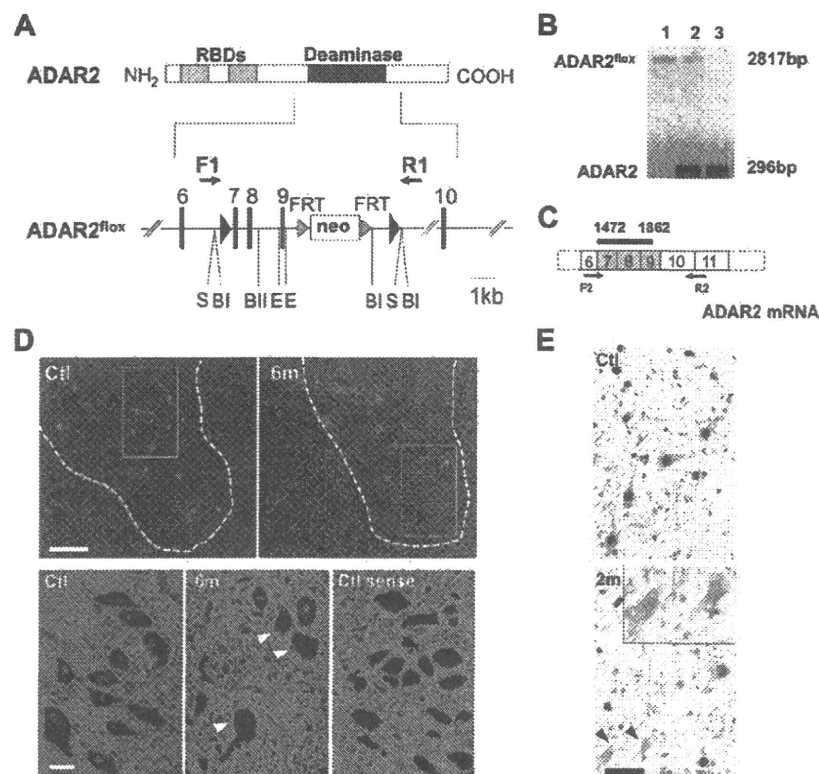 A
RBDs Deaminase
ADAR2 NH2 COOH
F1 R1
6 7 8 9 FRT neo FRT 10
ADAR2flox
S BI BII E E BI S BI 1kb
B
1 2 3
ADAR2flox 2817bp
ADAR2 296bp
C
1472 1862
6 7 8 9 10 11
F2 R2
ADAR2 mRNA
D
Ctl 6m
Ctl 6m Ctl sense
E
Ctl
2m